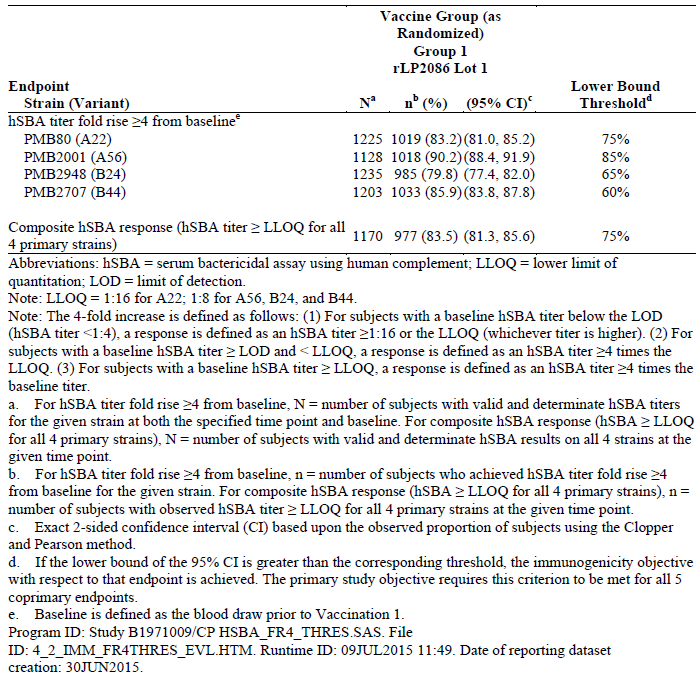 Vaccine Group (as
Randomized)
Group 1
rLP2086 Lot 1
Endpoint Lower Bound
Strain (Variant) Nᵃ nᵇ (%) (95% CI)ᶜ Thresholdᵈ
hSBA titer fold rise ≥4 from baselineᵉ
PMB80 (A22) 1225 1019 (83.2) (81.0, 85.2) 75%
PMB2001 (A56) 1128 1018 (90.2) (88.4, 91.9) 85%
PMB2948 (B24) 1235 985 (79.8) (77.4, 82.0) 65%
PMB2707 (B44) 1203 1033 (85.9) (83.8, 87.8) 60%
Composite hSBA response (hSBA titer ≥ LLOQ for all
4 primary strains) 1170 977 (83.5) (81.3, 85.6) 75%
Abbreviations: hSBA = serum bactericidal assay using human complement; LLOQ = lower limit of
quantitation; LOD = limit of detection.
Note: LLOQ = 1:16 for A22; 1:8 for A56, B24, and B44.
Note: The 4-fold increase is defined as follows: (1) For subjects with a baseline hSBA titer below the LOD
(hSBA titer <1:4), a response is defined as an hSBA titer ≥1:16 or the LLOQ (whichever titer is higher). (2) For
subjects with a baseline hSBA titer ≥ LOD and < LLOQ, a response is defined as an hSBA titer ≥4 times the
LLOQ. (3) For subjects with a baseline hSBA titer ≥ LLOQ, a response is defined as an hSBA titer ≥4 times the
baseline titer.
a. For hSBA titer fold rise ≥4 from baseline, N = number of subjects with valid and determinate hSBA titers
for the given strain at both the specified time point and baseline. For composite hSBA response (hSBA ≥ LLOQ
for all 4 primary strains), N = number of subjects with valid and determinate hSBA results on all 4 strains at the
given time point.
b. For hSBA titer fold rise ≥4 from baseline, n = number of subjects who achieved hSBA titer fold rise ≥4
from baseline for the given strain. For composite hSBA response (hSBA ≥ LLOQ for all 4 primary strains), n =
number of subjects with observed hSBA titer ≥ LLOQ for all 4 primary strains at the given time point.
c. Exact 2-sided confidence interval (CI) based upon the observed proportion of subjects using the Clopper
and Pearson method.
d. If the lower bound of the 95% CI is greater than the corresponding threshold, the immunogenicity objective
with respect to that endpoint is achieved. The primary study objective requires this criterion to be met for all 5
coprimary endpoints.
e. Baseline is defined as the blood draw prior to Vaccination 1.
Program ID: Study B1971009/CP HSBA_FR4_THRES.SAS. File
ID: 4_2_IMM_FR4THRES_EVL.HTM. Runtime ID: 09JUL2015 11:49. Date of reporting dataset
creation: 30JUN2015.